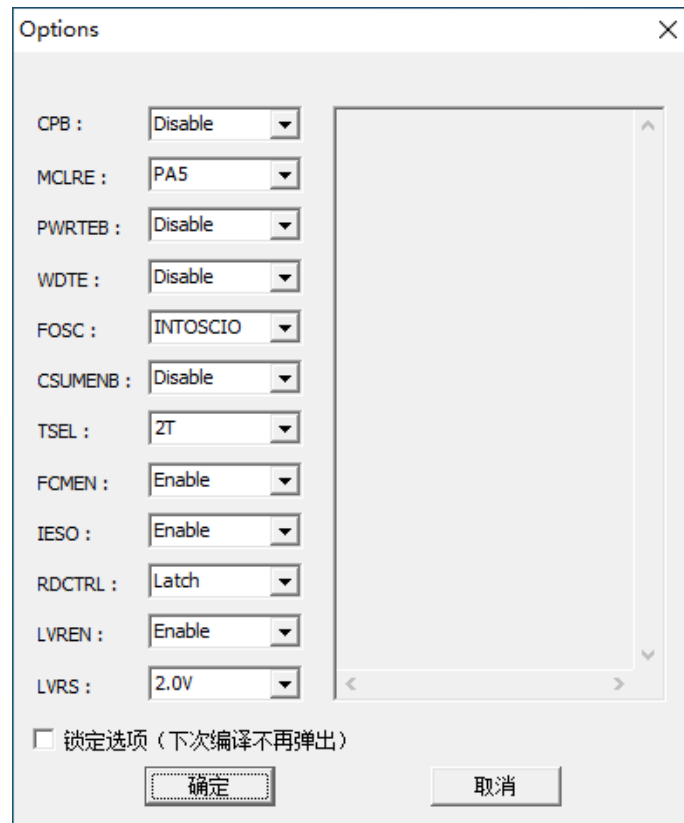 Options
CPB : Disable
MCLRE : PA5
PWRTEB : Disable
WDTE : Disable
FOSC : INTOSCIO
CSUMENB : Disable
TSEL : 2T
FCMEN : Enable
IESO : Enable
RDCTRL : Latch
LVREN : Enable
LVRS : 2.0V
锁定选项（下次编译不再弹出）
确定 取消